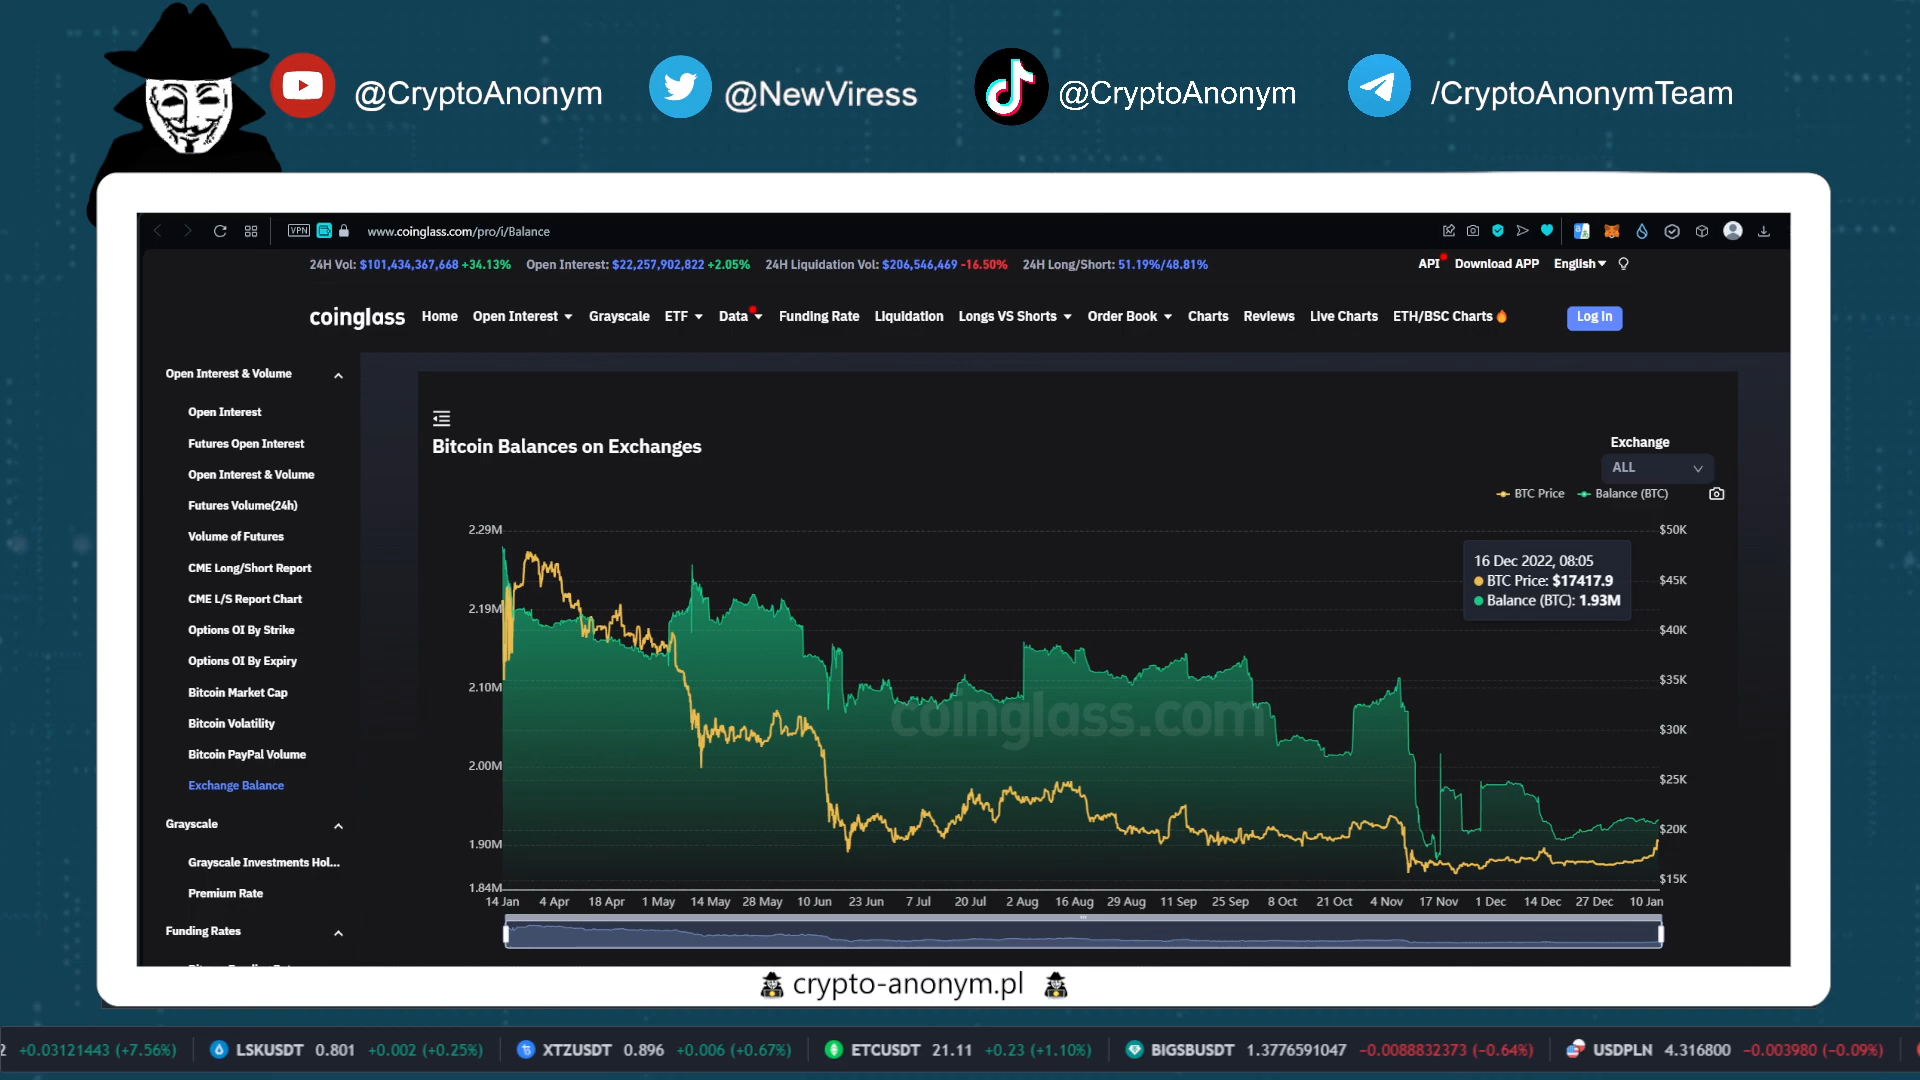 @CryptoAnonym @NewViress @CryptoAnonym /CryptoAnonymTeam
VPN www.coinglass.com/pro/i/Balance
24H Vol: $101,434,367,668 +34.13% Open Interest: $22,257,902,822 +2.05% 24H Liquidation Vol: $206,546,469 -16.50% 24H Long/Short: 51.19%/48.81% API Download APP English
coinglass Home Open Interest Grayscale ETF Data Funding Rate Liquidation Longs VS Shorts Order Book Charts Reviews Live Charts ETH/BSC Charts Log In
Open Interest & Volume
Open Interest
Futures Open Interest
Open Interest & Volume
Futures Volume(24h)
Volume of Futures
CME Long/Short Report
CME L/S Report Chart
Options OI By Strike
Options OI By Expiry
Bitcoin Market Cap
Bitcoin Volatility
Bitcoin PayPal Volume
Exchange Balance
Grayscale
Grayscale Investments Hol...
Premium Rate
Funding Rates
Bitcoin Balances on Exchanges
Exchange
ALL
BTC Price Balance (BTC)
2.29M
2.19M
2.10M
2.00M
1.90M
1.84M
$50K
$45K
$40K
$35K
$30K
$25K
$20K
$15K
16 Dec 2022, 08:05
BTC Price: $17417.9
Balance (BTC): 1.93M
coinglass.com
14 Jan 4 Apr 18 Apr 1 May 14 May 28 May 10 Jun 23 Jun 7 Jul 20 Jul 2 Aug 16 Aug 29 Aug 11 Sep 25 Sep 8 Oct 21 Oct 4 Nov 17 Nov 1 Dec 14 Dec 27 Dec 10 Jan
crypto-anonym.pl
2 +0.03121443 (+7.56%) LSKUSDT 0.801 +0.002 (+0.25%) XTZUSDT 0.896 +0.006 (+0.67%) ETCUSDT 21.11 +0.23 (+1.10%) BIGSBUSDT 1.3776591047 −0.0088832373 (−0.64%) USDPLN 4.316800 −0.003980 (−0.09%)